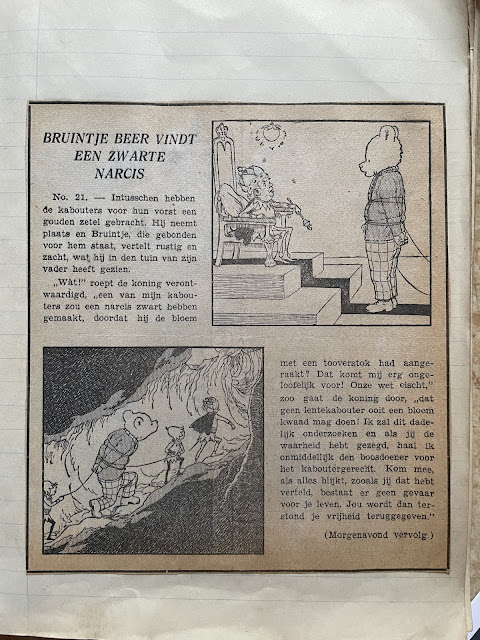 BRUINTJE BEER VINDT
EEN ZWARTE
NARCIS
No. 21. — Intusschen hebben
de kabouters voor hun vorst een
gouden zetel gebracht. Hij neemt
plaats en Bruintje, die gebonden
voor hem staat, vertelt rustig en
zacht, wat hij in den tuin van zijn
vader heeft gezien.
„Wàt!” roept de koning veront-
waardigd, „een van mijn kabou-
ters zou een narcis zwart hebben
gemaakt, doordat hij de bloem
met een tooverstok had aange-
raakt? Dat komt mij erg onge-
loofelijk voor! Onze wet eischt,”
zoo gaat de koning door, „dat
geen lentekabouter ooit een bloem
kwaad mag doen! Ik zal dit dade-
lijk onderzoeken en als jij de
waarheid hebt gezegd, haal ik
onmiddellijk den boosdoener voor
het kaboutergerecht. Kom mee,
als alles blijkt, zooals jij dat hebt
verteld, bestaat er geen gevaar
voor je leven. Jou wordt dan ter-
stond je vrijheid teruggegeven.”
(Morgenavond vervolg.)